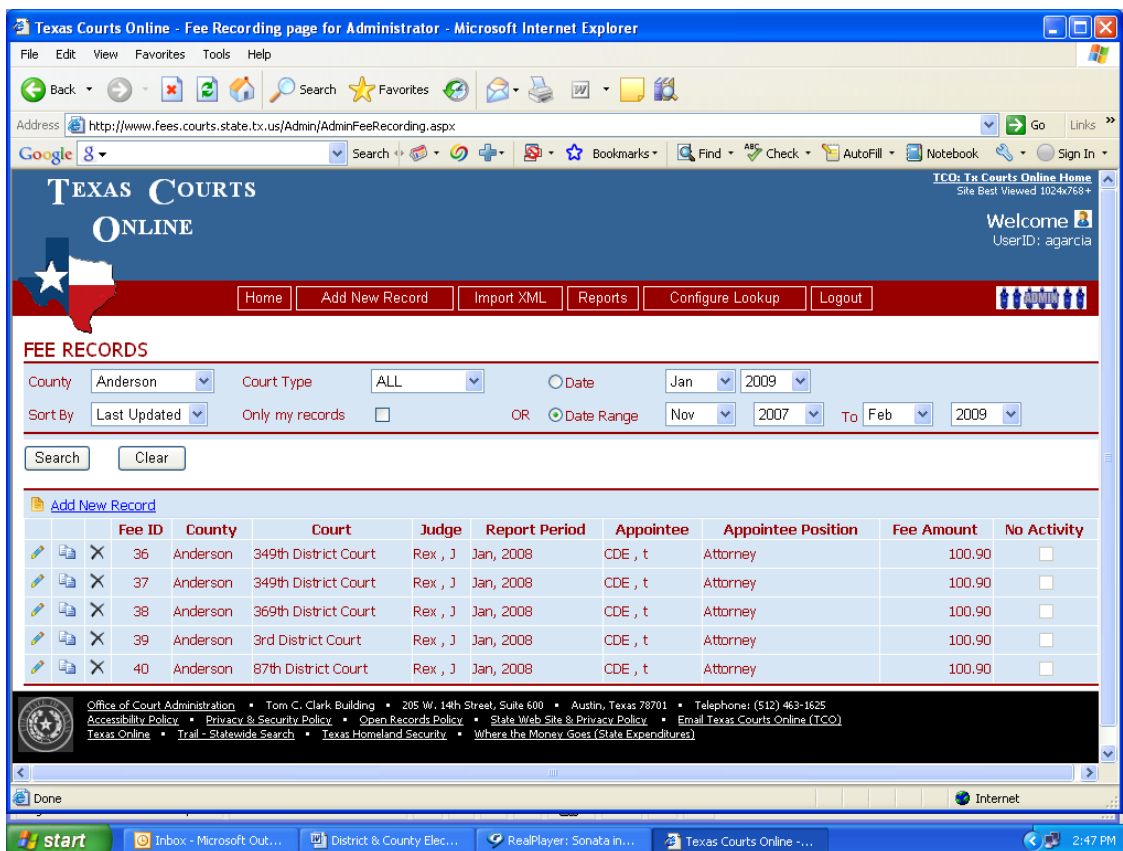 Texas Courts Online - Fee Recording page for Administrator - Microsoft Internet Explorer
File Edit View Favorites Tools Help
Back Search Favorites
Address http://www.fees.courts.state.tx.us/Admin/AdminFeeRecording.aspx Go Links »
Google Search Bookmarks Find Check AutoFill Notebook Sign In
TEXAS COURTS
ONLINE
TCO: Tx Courts Online Home
Site Best Viewed 1024x768+
Welcome
UserID: agarcia
Home Add New Record Import XML Reports Configure Lookup Logout ADMIN
FEE RECORDS
County Anderson Court Type ALL Date Jan 2009
Sort By Last Updated Only my records OR Date Range Nov 2007 To Feb 2009
Search Clear
Add New Record
Fee ID County Court Judge Report Period Appointee Appointee Position Fee Amount No Activity
36 Anderson 349th District Court Rex , J Jan, 2008 CDE , t Attorney 100.90
37 Anderson 349th District Court Rex , J Jan, 2008 CDE , t Attorney 100.90
38 Anderson 369th District Court Rex , J Jan, 2008 CDE , t Attorney 100.90
39 Anderson 3rd District Court Rex , J Jan, 2008 CDE , t Attorney 100.90
40 Anderson 87th District Court Rex , J Jan, 2008 CDE , t Attorney 100.90
Office of Court Administration ▪ Tom C. Clark Building ▪ 205 W. 14th Street, Suite 600 ▪ Austin, Texas 78701 ▪ Telephone: (512) 463-1625
Accessibility Policy ▪ Privacy & Security Policy ▪ Open Records Policy ▪ State Web Site & Privacy Policy ▪ Email Texas Courts Online (TCO)
Texas Online ▪ Trail - Statewide Search ▪ Texas Homeland Security ▪ Where the Money Goes (State Expenditures)
Done Internet
start Inbox - Microsoft Out... District & County Elec... RealPlayer: Sonata in... Texas Courts Online -... 2:47 PM